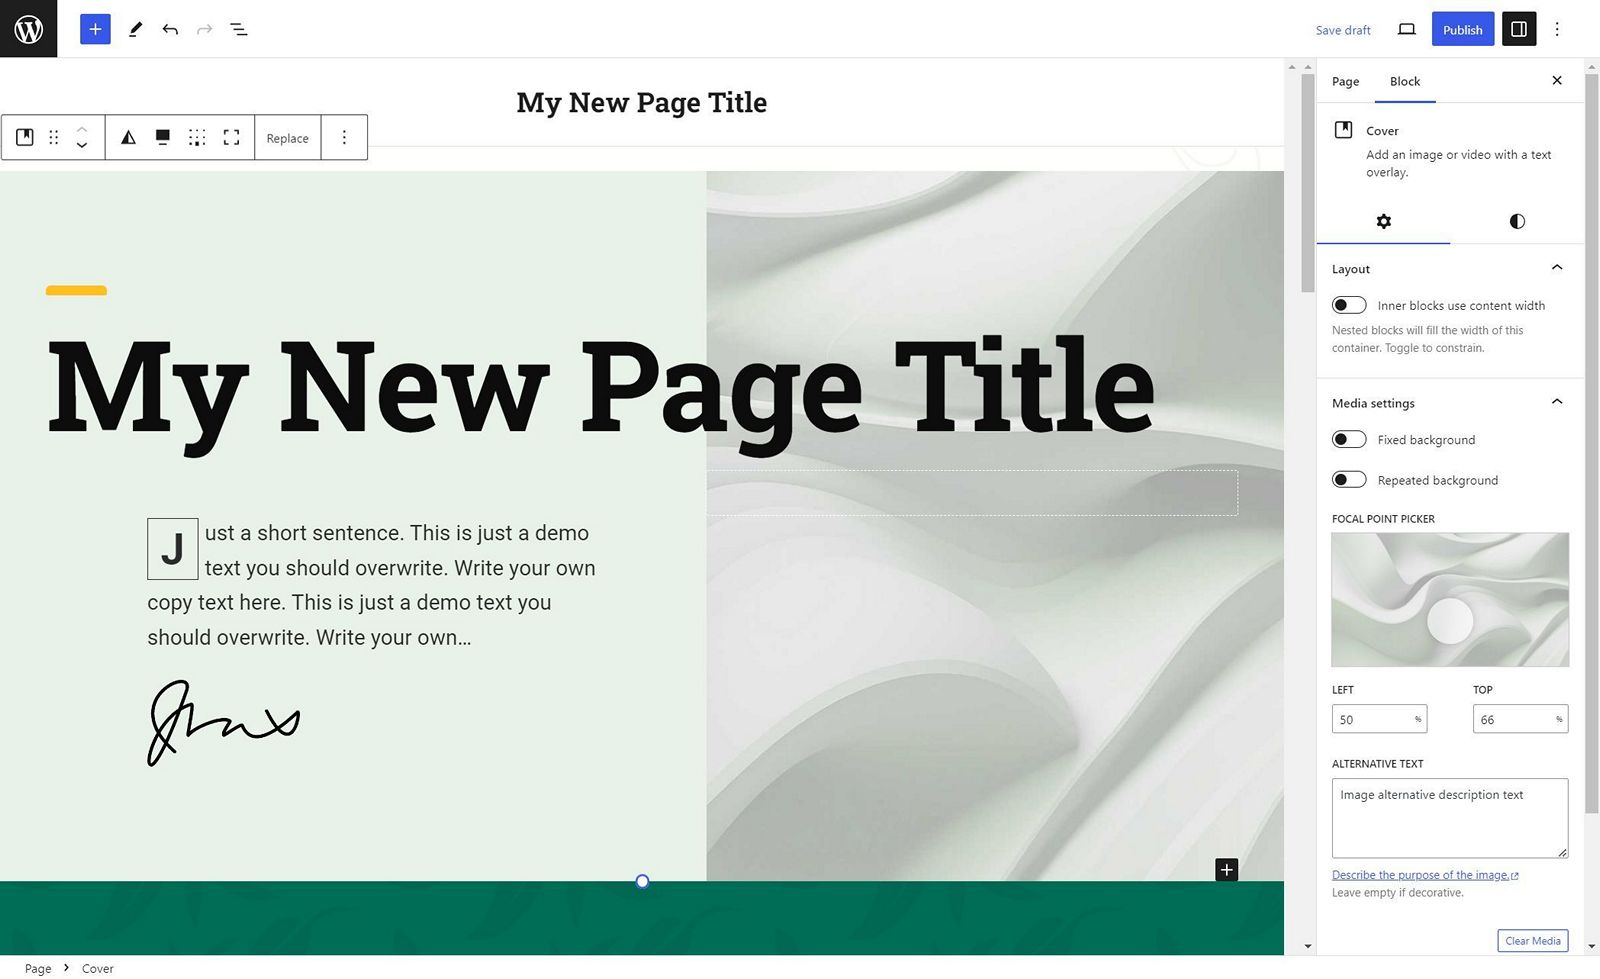 Save draft
Publish
My New Page Title
Replace
My New Page Title
Just a short sentence. This is just a demo
text you should overwrite. Write your own
copy text here. This is just a demo text you
should overwrite. Write your own...
Page
Block
Cover
Add an image or video with a text
overlay.
Layout
Inner blocks use content width
Nested blocks will fill the width of this
container. Toggle to constrain.
Media settings
Fixed background
Repeated background
FOCAL POINT PICKER
LEFT
TOP
50 %
66 %
ALTERNATIVE TEXT
Image alternative description text
Describe the purpose of the image.
Leave empty if decorative.
Clear Media
Page > Cover